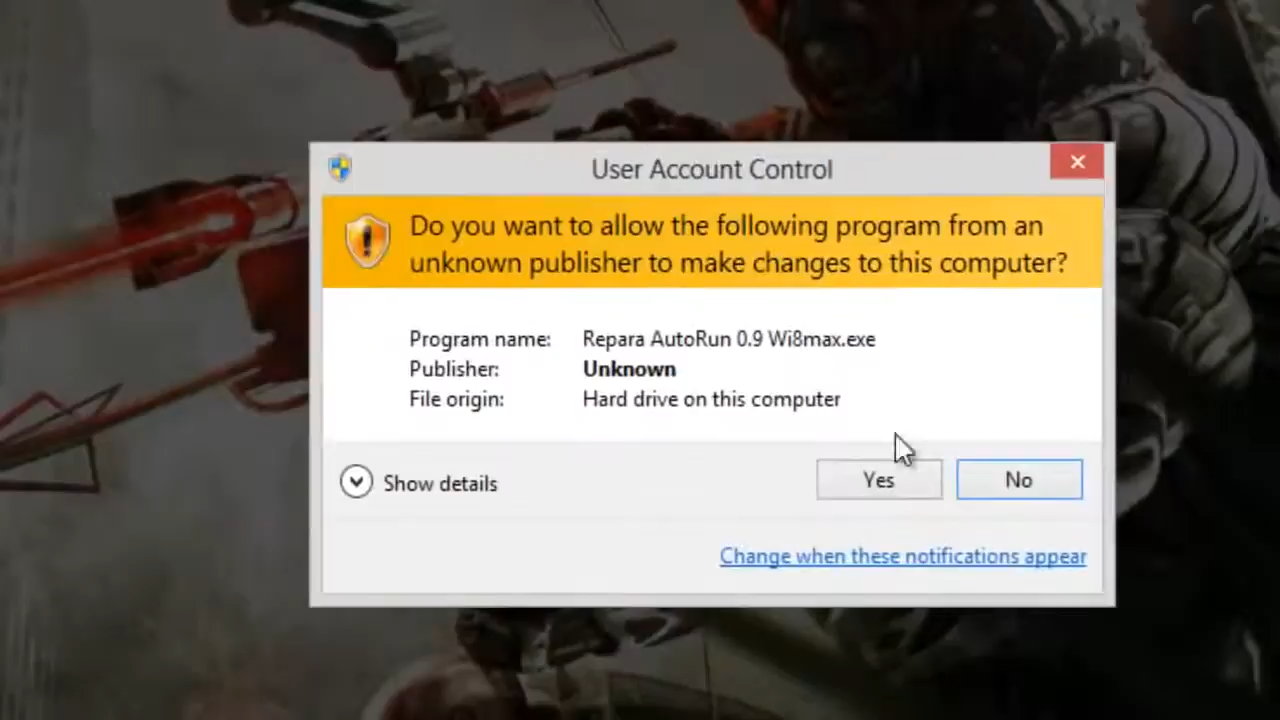 User Account Control
Do you want to allow the following program from an
unknown publisher to make changes to this computer?
Program name: Repara AutoRun 0.9 Wi8max.exe
Publisher: Unknown
File origin: Hard drive on this computer
Show details
Yes
No
Change when these notifications appear